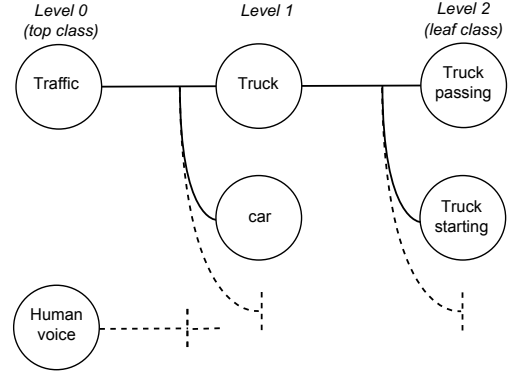 Level 0
(top class)
Level 1
Level 2
(leaf class)
Traffic
Truck
Truck
passing
car
Truck
starting
Human
voice